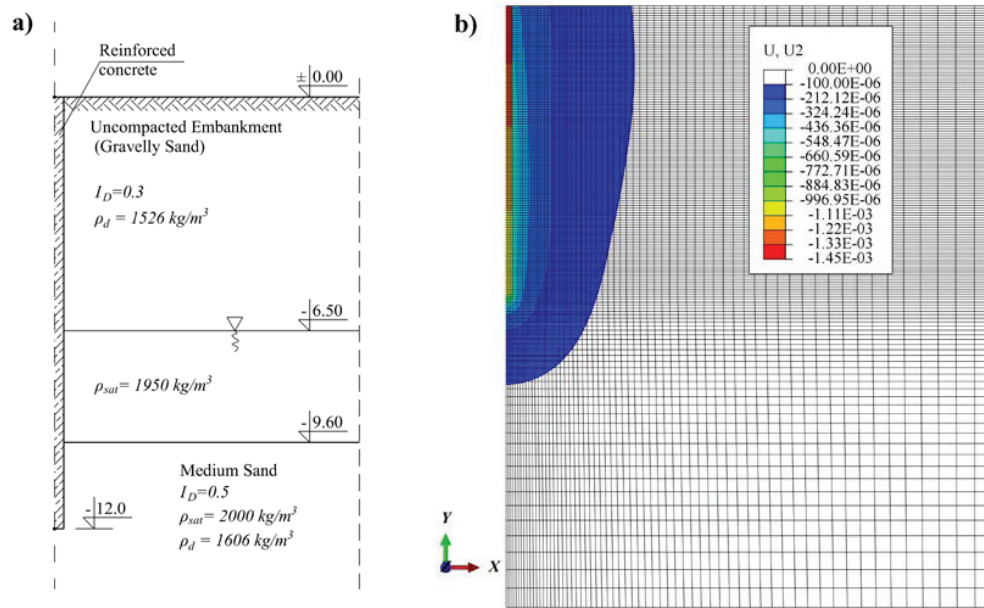 a)
Reinforced
concrete
± 0.00
Uncompacted Embankment
(Gravelly Sand)
I_D=0.3
ρ_d = 1526 kg/m³
- 6.50
ρ_sat= 1950 kg/m³
- 9.60
Medium Sand
I_D=0.5
ρ_sat= 2000 kg/m³
ρ_d = 1606 kg/m³
- 12.0
b)
U, U2
0.00E+00
-100.00E-06
-212.12E-06
-324.24E-06
-436.36E-06
-548.47E-06
-660.59E-06
-772.71E-06
-884.83E-06
-996.95E-06
-1.11E-03
-1.22E-03
-1.33E-03
-1.45E-03
Y
X